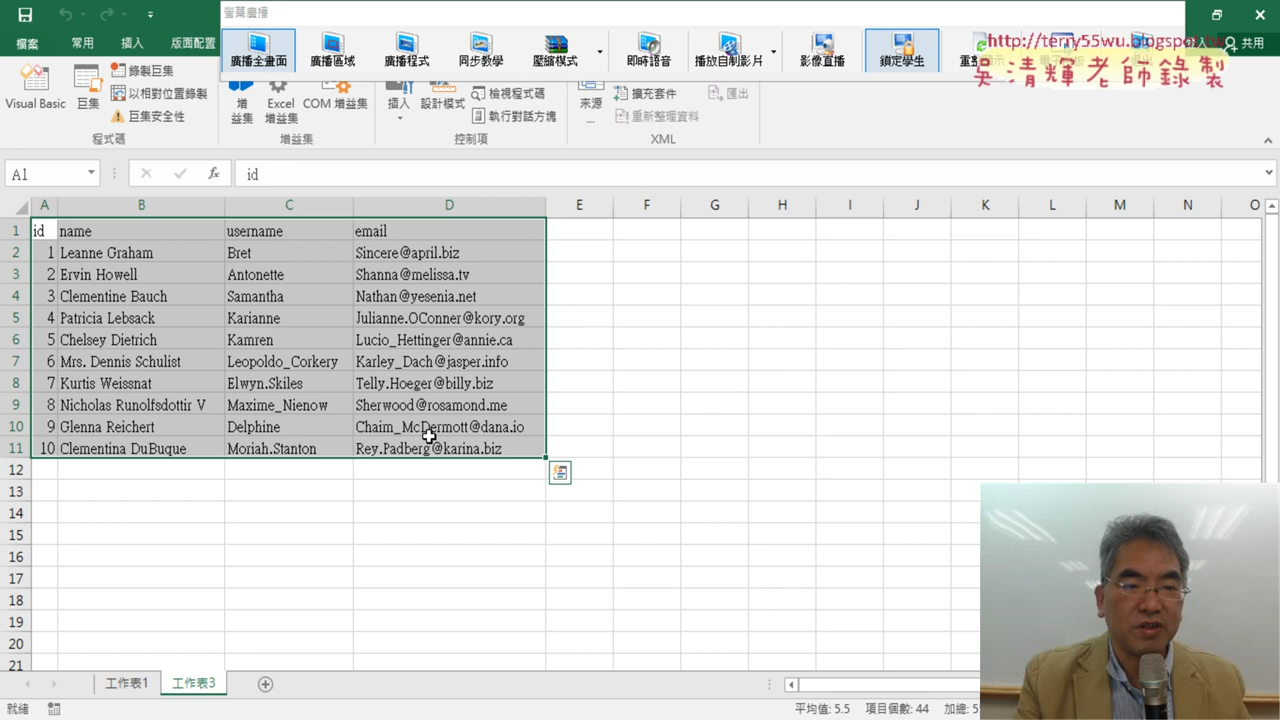 螢幕廣播
檔案 常用 插入 版面配置 共用
廣播全畫面 廣播區域 廣播程式 同步教學 壓縮模式 即時語音 播放自製影片 影像直播 鎖定學生
http://terry55wu.blogspot.tw
吳清輝老師錄製
Visual Basic 巨集 錄製巨集 以相對位置錄製 巨集安全性
增益集 Excel 增益集 COM 增益集 插入 設計模式 檢視程式碼 執行對話方塊 來源... 擴充套件 重新整理資料 匯出
程式碼 增益集 控制項 XML
A1 fx id
A B C D E F G H I J K L M N O
1 id name username email
2 1 Leanne Graham Bret Sincere@april.biz
3 2 Ervin Howell Antonette Shanna@melissa.tv
4 3 Clementine Bauch Samantha Nathan@yesenia.net
5 4 Patricia Lebsack Karianne Julianne.OConner@kory.org
6 5 Chelsey Dietrich Kamren Lucio_Hettinger@annie.ca
7 6 Mrs. Dennis Schulist Leopoldo_Corkery Karley_Dach@jasper.info
8 7 Kurtis Weissnat Elwyn.Skiles Telly.Hoeger@billy.biz
9 8 Nicholas Runolfsdottir V Maxime_Nienow Sherwood@rosamond.me
10 9 Glenna Reichert Delphine Chaim_McDermott@dana.io
11 10 Clementina DuBuque Moriah.Stanton Rey.Padberg@karina.biz
12
13
14
15
16
17
18
19
20
21
工作表1 工作表3
就緒 平均值: 5.5 項目個數: 44 加總: 5